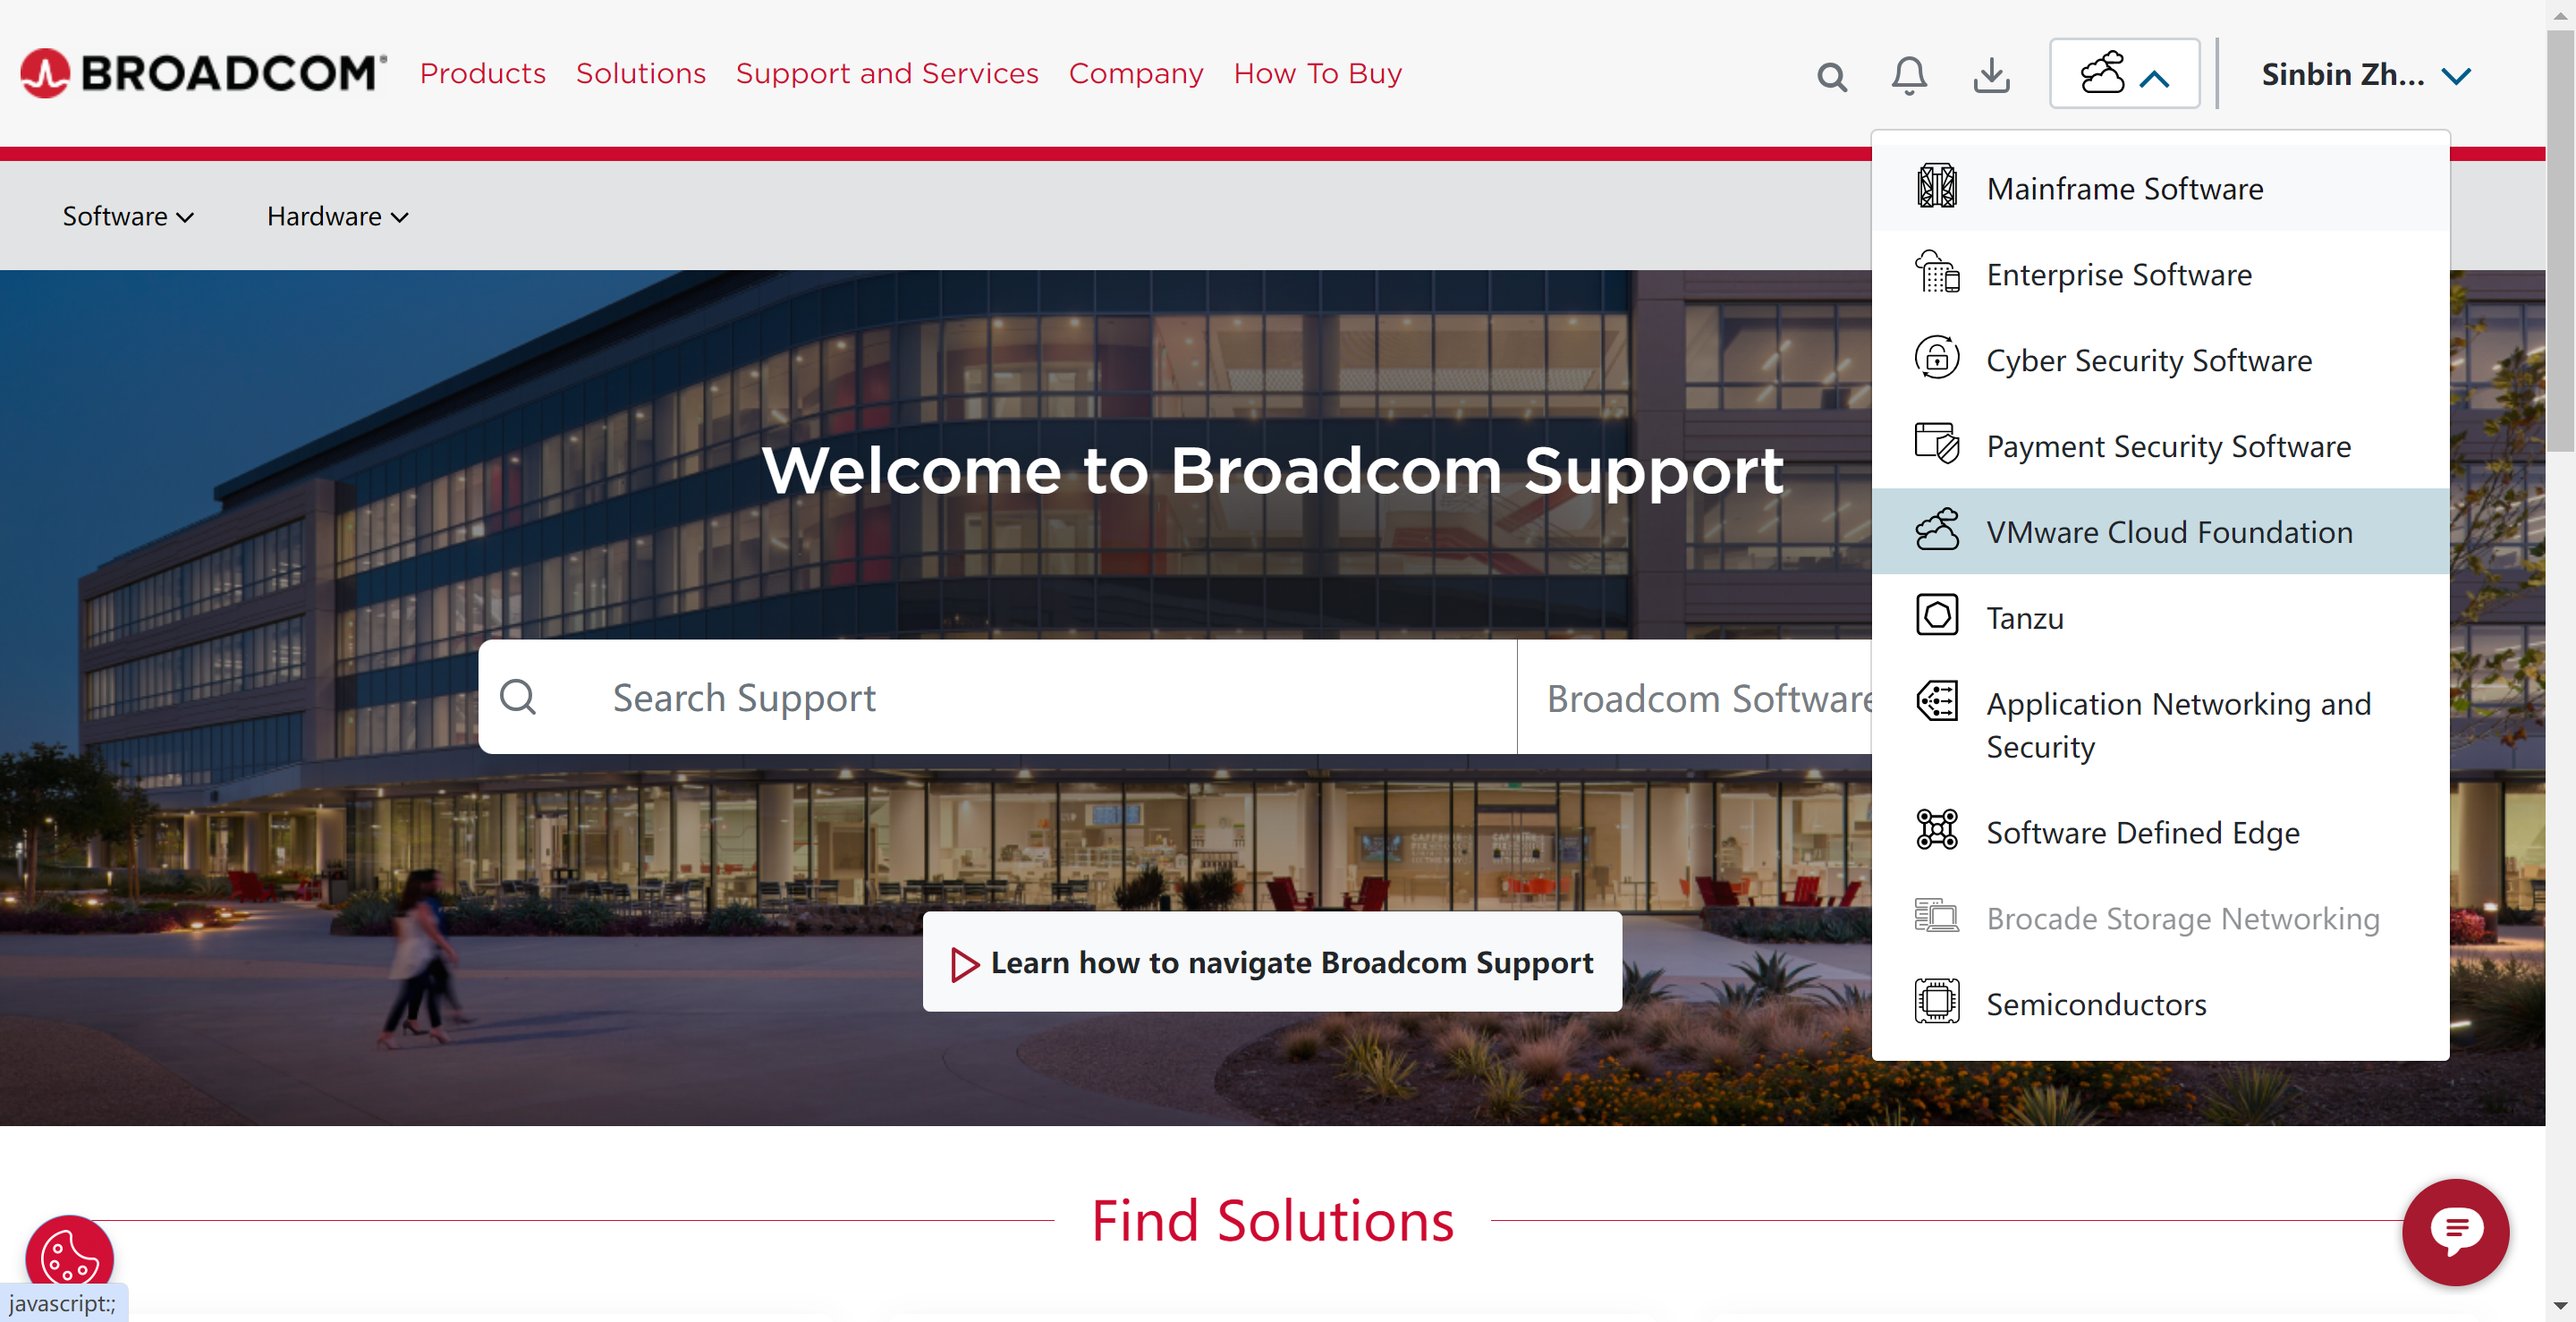 BROADCOM®
Products Solutions Support and Services Company How To Buy
Sinbin Zh...
Software Hardware
Mainframe Software
Enterprise Software
Cyber Security Software
Payment Security Software
VMware Cloud Foundation
Tanzu
Application Networking and
Security
Software Defined Edge
Brocade Storage Networking
Semiconductors
Welcome to Broadcom Support
Search Support
Broadcom Software
Learn how to navigate Broadcom Support
Find Solutions
javascript:;